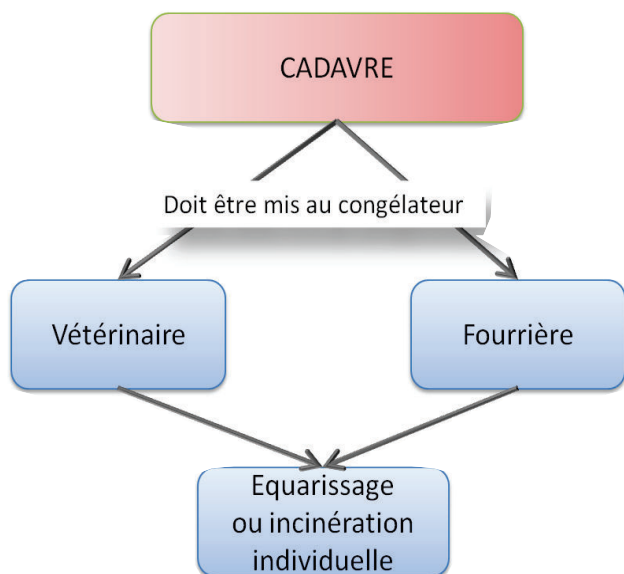 CADAVRE
Doit être mis au congélateur
Vétérinaire
Fourrière
Equarissage
ou incinération
individuelle